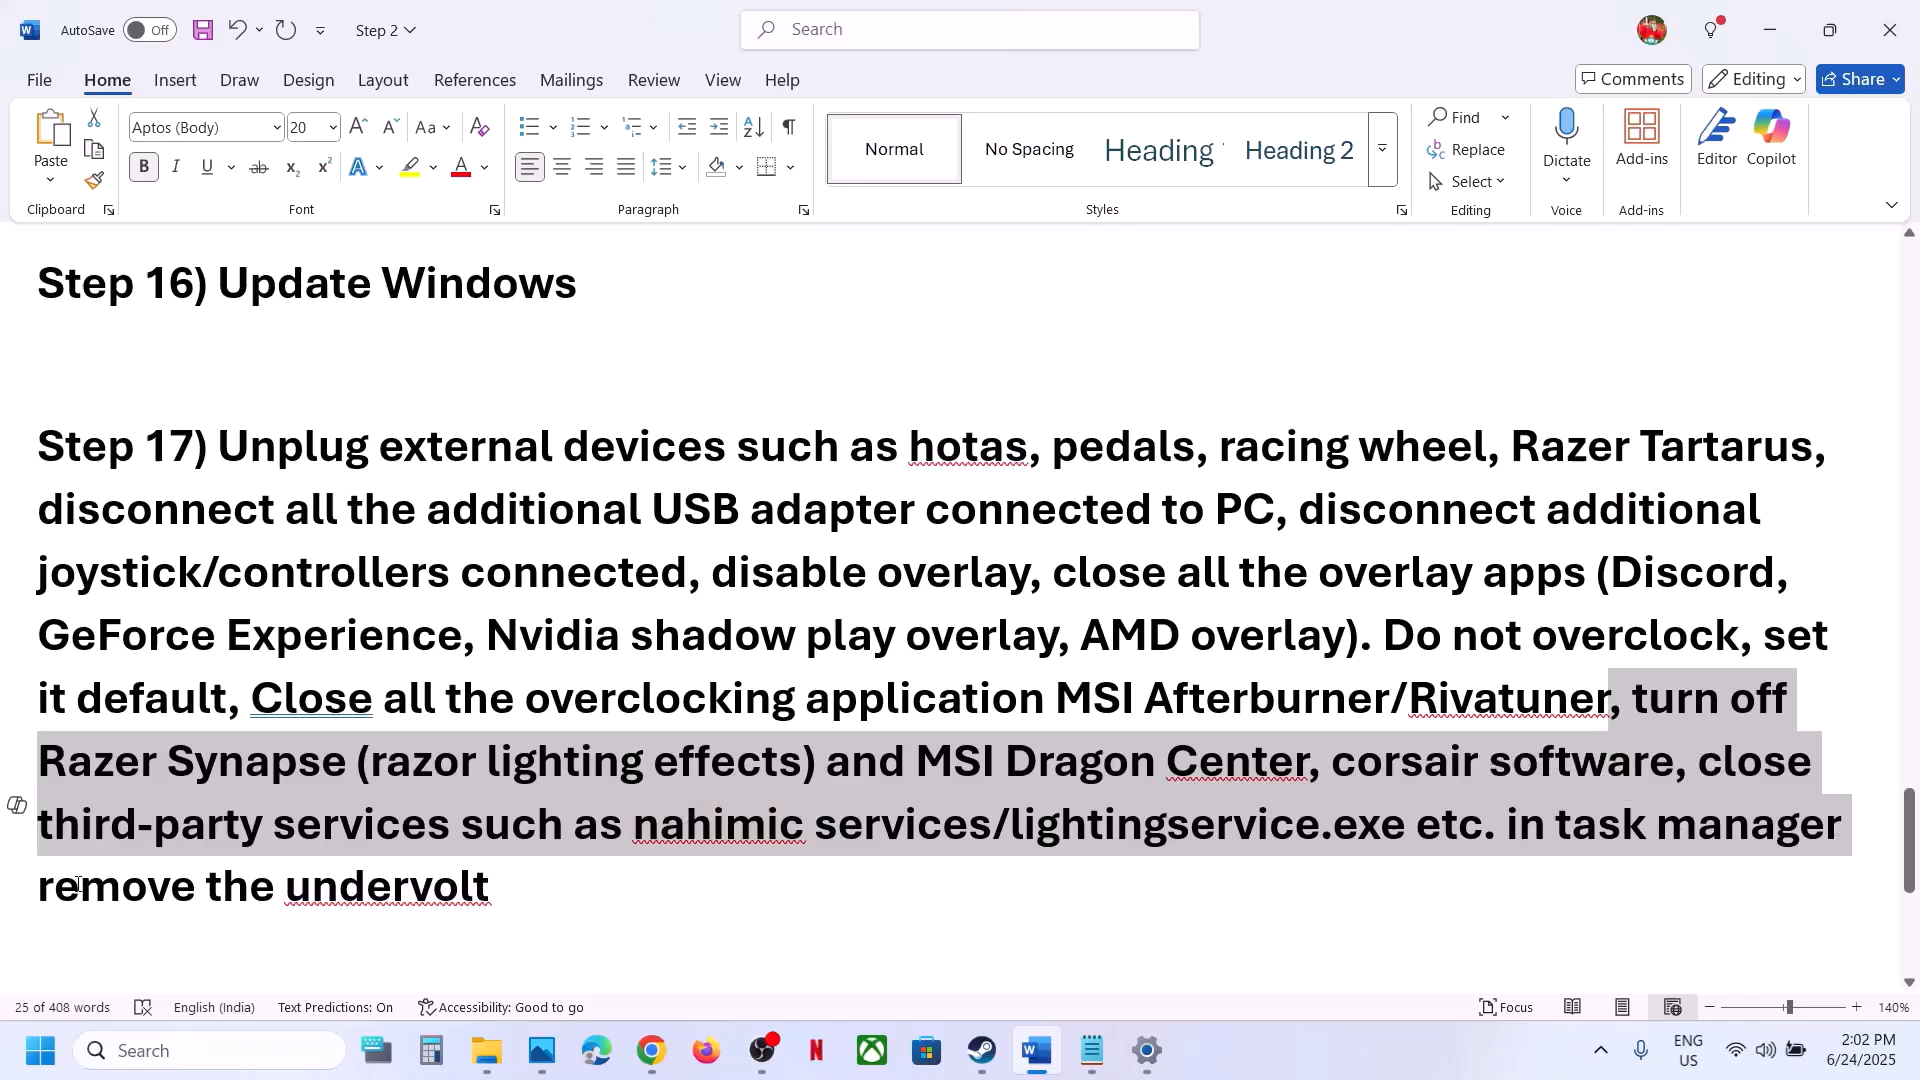 AutoSave Off Step 2 Search
File Home Insert Draw Design Layout References Mailings Review View Help Comments Editing Share
Aptos (Body) 20 Aa
Paste B I U ab x₂ x² A A Normal No Spacing Heading Heading 2 Find Replace Select Dictate Add-ins Editor Copilot
Clipboard Font Paragraph Styles Editing Voice Add-ins
Step 16) Update Windows
Step 17) Unplug external devices such as hotas, pedals, racing wheel, Razer Tartarus,
disconnect all the additional USB adapter connected to PC, disconnect additional
joystick/controllers connected, disable overlay, close all the overlay apps (Discord,
GeForce Experience, Nvidia shadow play overlay, AMD overlay). Do not overclock, set
it default, Close all the overclocking application MSI Afterburner/Rivatuner, turn off
Razer Synapse (razor lighting effects) and MSI Dragon Center, corsair software, close
third-party services such as nahimic services/lightingservice.exe etc. in task manager
remove the undervolt
25 of 408 words English (India) Text Predictions: On Accessibility: Good to go Focus 140%
Search ENG US 2:02 PM
6/24/2025